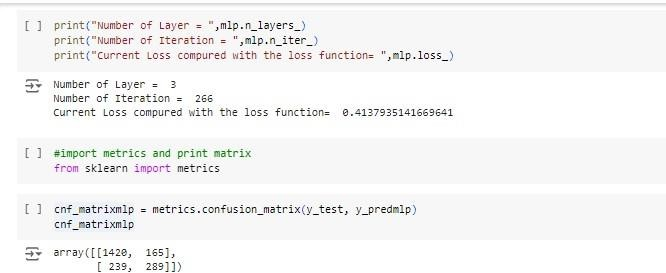 [ ] print("Number of Layer = ",mlp.n_layers_)
print("Number of Iteration = ",mlp.n_iter_)
print("Current Loss compured with the loss function= ",mlp.loss_)
Number of Layer =  3
Number of Iteration =  266
Current Loss compured with the loss function=  0.4137935141669641
[ ] #import metrics and print matrix
from sklearn import metrics
[ ] cnf_matrixmlp = metrics.confusion_matrix(y_test, y_predmlp)
cnf_matrixmlp
array([[1420,  165],
[ 239,  289]])